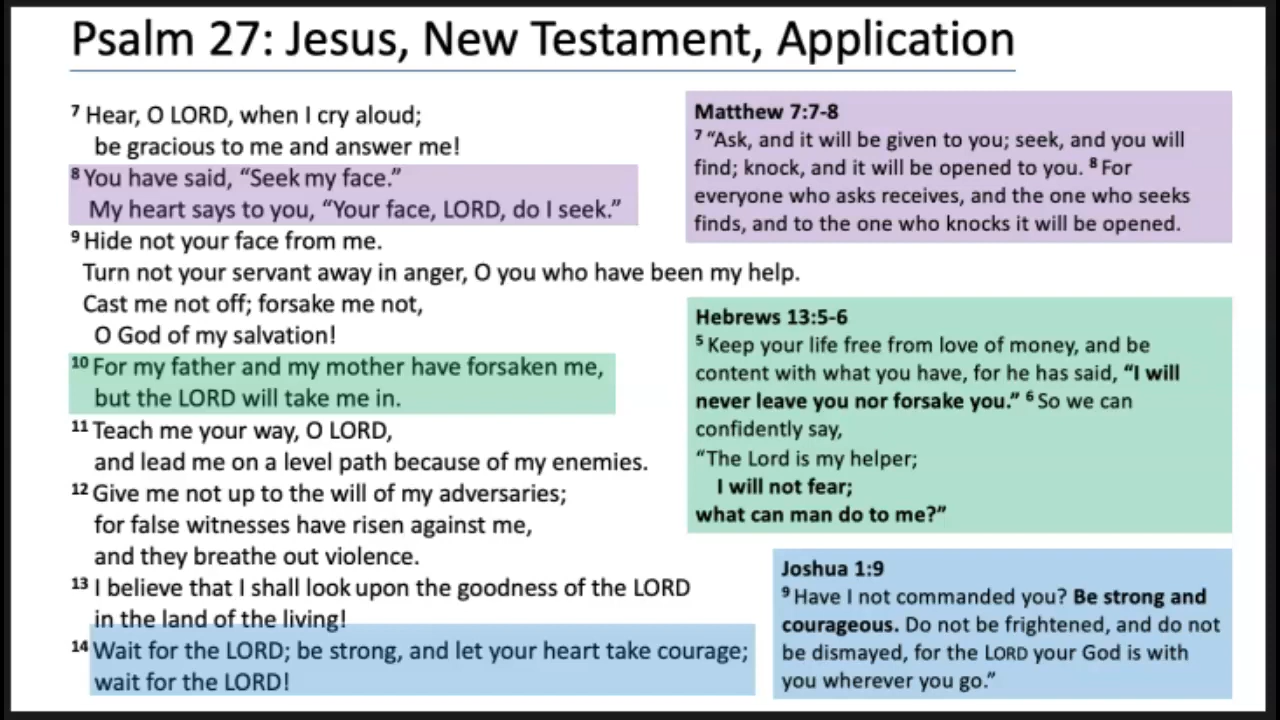 Psalm 27: Jesus, New Testament, Application
7 Hear, O LORD, when I cry aloud;
be gracious to me and answer me!
8 You have said, “Seek my face.”
My heart says to you, “Your face, LORD, do I seek.”
9 Hide not your face from me.
Turn not your servant away in anger, O you who have been my help.
Cast me not off; forsake me not,
O God of my salvation!
10 For my father and my mother have forsaken me,
but the LORD will take me in.
11 Teach me your way, O LORD,
and lead me on a level path because of my enemies.
12 Give me not up to the will of my adversaries;
for false witnesses have risen against me,
and they breathe out violence.
13 I believe that I shall look upon the goodness of the LORD
in the land of the living!
14 Wait for the LORD; be strong, and let your heart take courage;
wait for the LORD!
Matthew 7:7-8
7 “Ask, and it will be given to you; seek, and you will
find; knock, and it will be opened to you. 8 For
everyone who asks receives, and the one who seeks
finds, and to the one who knocks it will be opened.
Hebrews 13:5-6
5 Keep your life free from love of money, and be
content with what you have, for he has said, “I will
never leave you nor forsake you.” 6 So we can
confidently say,
“The Lord is my helper;
I will not fear;
what can man do to me?”
Joshua 1:9
9 Have I not commanded you? Be strong and
courageous. Do not be frightened, and do not
be dismayed, for the LORD your God is with
you wherever you go.”